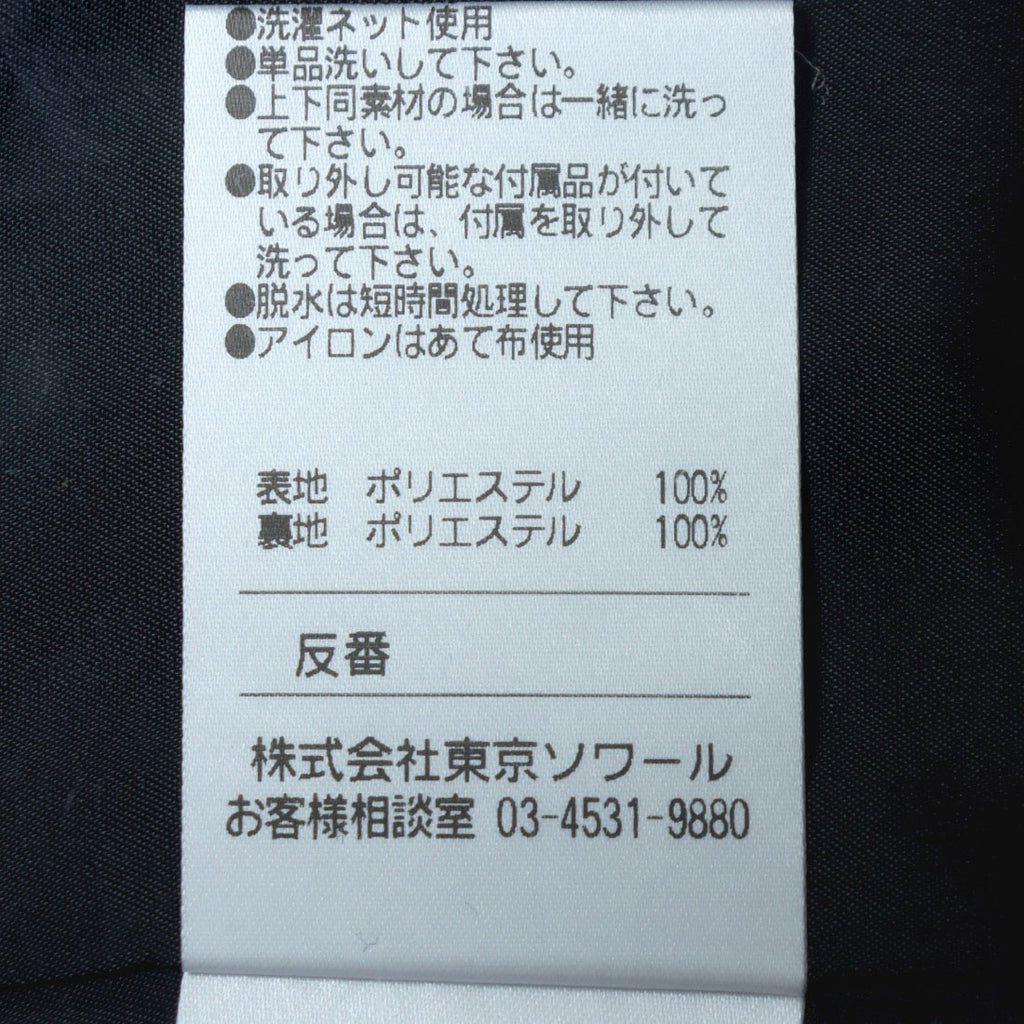 ●洗濯ネット使用
●単品洗いして下さい。
●上下同素材の場合は一緒に洗っ
て下さい。
●取り外し可能な付属品が付いて
いる場合は、付属を取り外して
洗って下さい。
●脱水は短時間処理して下さい。
●アイロンはあて布使用
表地 ポリエステル 100%
裏地 ポリエステル 100%
反番
株式会社東京ソワール
お客様相談室 03-4531-9880